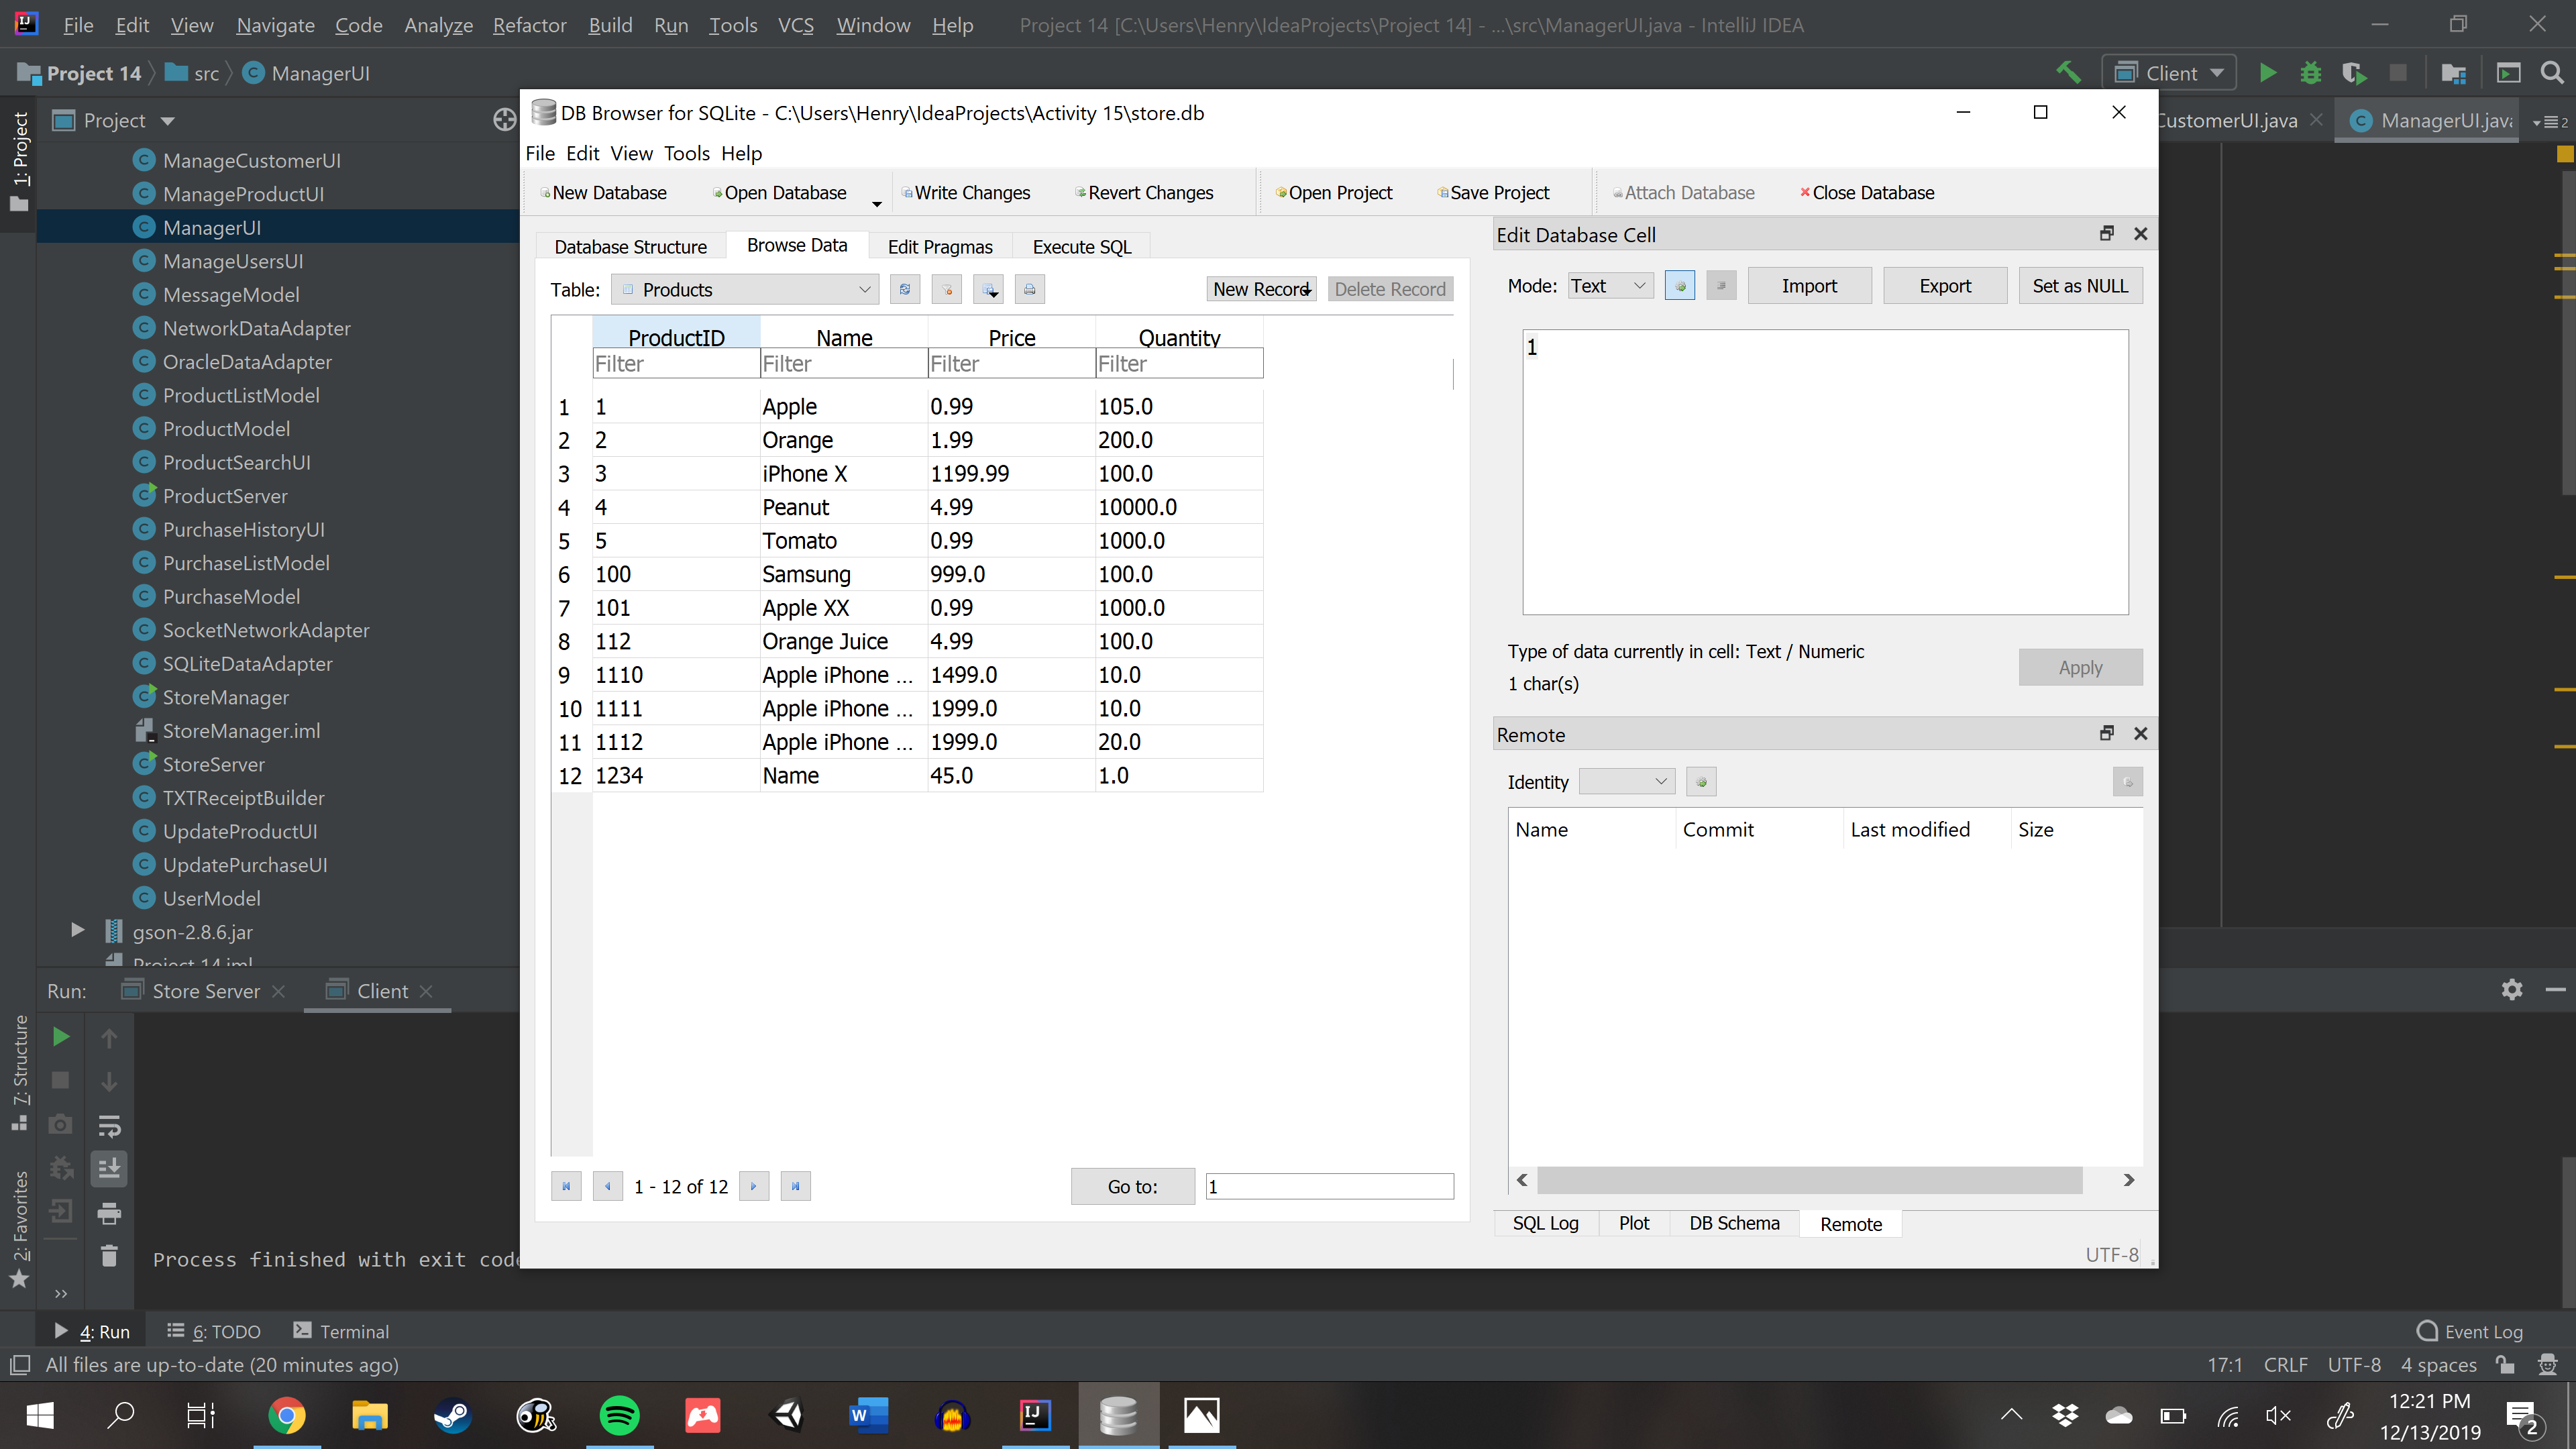 File Edit View Navigate Code Analyze Refactor Build Run Tools VCS Window Help Project 14 [C:\Users\Henry\IdeaProjects\Project 14] - ...\src\ManagerUI.java - IntelliJ IDEA
Project 14 src ManagerUI Client
1: Project
Project
CustomerUI.java ManagerUI.java 2
ManageCustomerUI
ManageProductUI
ManagerUI
ManageUsersUI
MessageModel
NetworkDataAdapter
OracleDataAdapter
ProductListModel
ProductModel
ProductSearchUI
ProductServer
PurchaseHistoryUI
PurchaseListModel
PurchaseModel
SocketNetworkAdapter
SQLiteDataAdapter
StoreManager
StoreManager.iml
StoreServer
TXTReceiptBuilder
UpdateProductUI
UpdatePurchaseUI
UserModel
gson-2.8.6.jar
Project 14.iml
DB Browser for SQLite - C:\Users\Henry\IdeaProjects\Activity 15\store.db
File Edit View Tools Help
New Database Open Database Write Changes Revert Changes Open Project Save Project Attach Database Close Database
Database Structure Browse Data Edit Pragmas Execute SQL
Table: Products New Record Delete Record
ProductID Name Price Quantity
Filter Filter Filter Filter
1 1 Apple 0.99 105.0
2 2 Orange 1.99 200.0
3 3 iPhone X 1199.99 100.0
4 4 Peanut 4.99 10000.0
5 5 Tomato 0.99 1000.0
6 100 Samsung 999.0 100.0
7 101 Apple XX 0.99 1000.0
8 112 Orange Juice 4.99 100.0
9 1110 Apple iPhone ... 1499.0 10.0
10 1111 Apple iPhone ... 1999.0 10.0
11 1112 Apple iPhone ... 1999.0 20.0
12 1234 Name 45.0 1.0
1 - 12 of 12 Go to: 1
Edit Database Cell
Mode: Text Import Export Set as NULL
1
Type of data currently in cell: Text / Numeric
1 char(s)
Apply
Remote
Identity
Name Commit Last modified Size
SQL Log Plot DB Schema Remote
UTF-8
Run: Store Server Client
7: Structure
2: Favorites
Process finished with exit code
4: Run 6: TODO Terminal Event Log
All files are up-to-date (20 minutes ago) 17:1 CRLF UTF-8 4 spaces
12:21 PM
12/13/2019
2